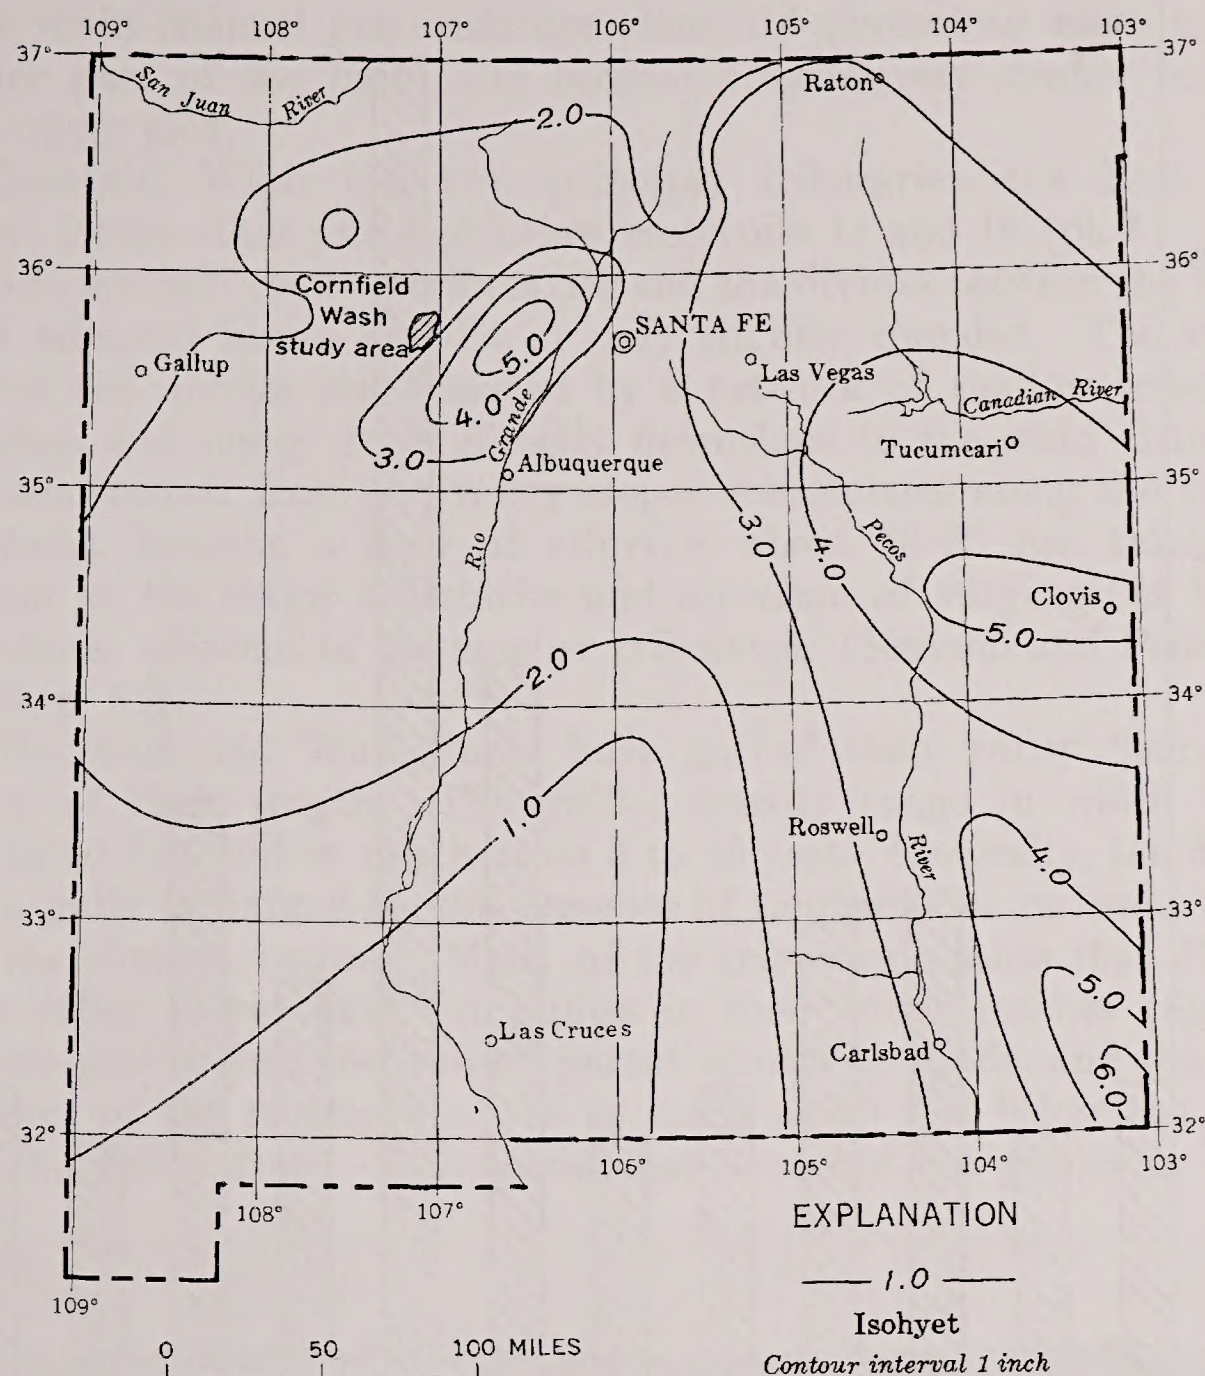 109° 108° 107° 106° 105° 104° 103°
37° 37°
San Juan River
Raton
2.0
36° 36°
Cornfield
Wash
study area
SANTA FE
5.0
Gallup
Las Vegas
4.0
Grande
Canadian River
3.0
Albuquerque
Tucumcari
35° 35°
Rio
3.0
4.0
Pecos
Clovis
5.0
2.0
34° 34°
1.0
Roswell
River
4.0
33° 33°
5.0
Las Cruces
Carlsbad
6.0
32° 32°
106° 105° 104° 103°
108° 107°
109°
EXPLANATION
1.0
Isohyet
Contour interval 1 inch
0 50 100 MILES